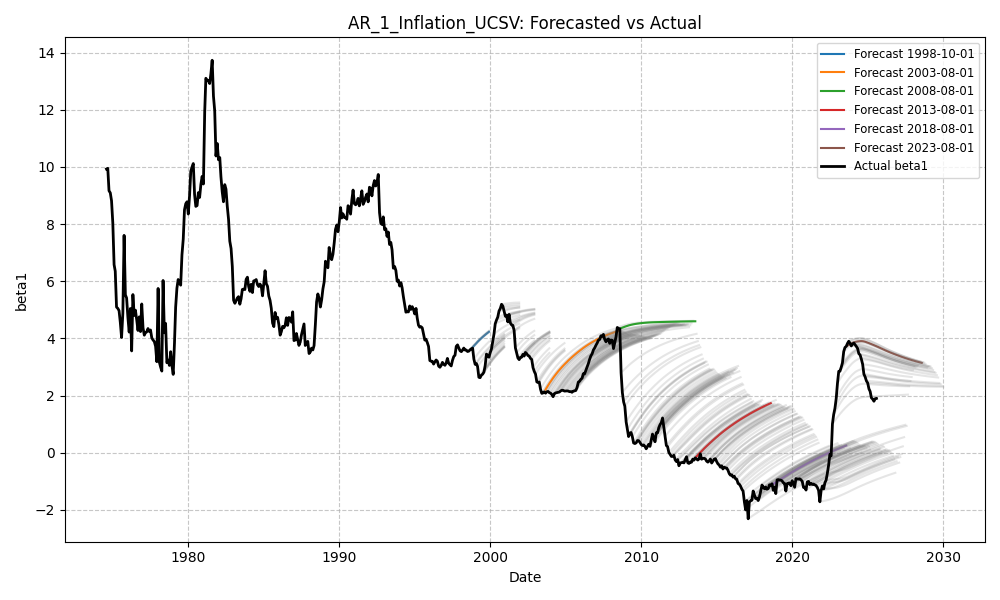 AR_1_Inflation_UCSV: Forecasted vs Actual
14
12
10
8
6
4
2
0
−2
beta1
Forecast 1998-10-01
Forecast 2003-08-01
Forecast 2008-08-01
Forecast 2013-08-01
Forecast 2018-08-01
Forecast 2023-08-01
Actual beta1
1980
1990
2000
2010
2020
2030
Date